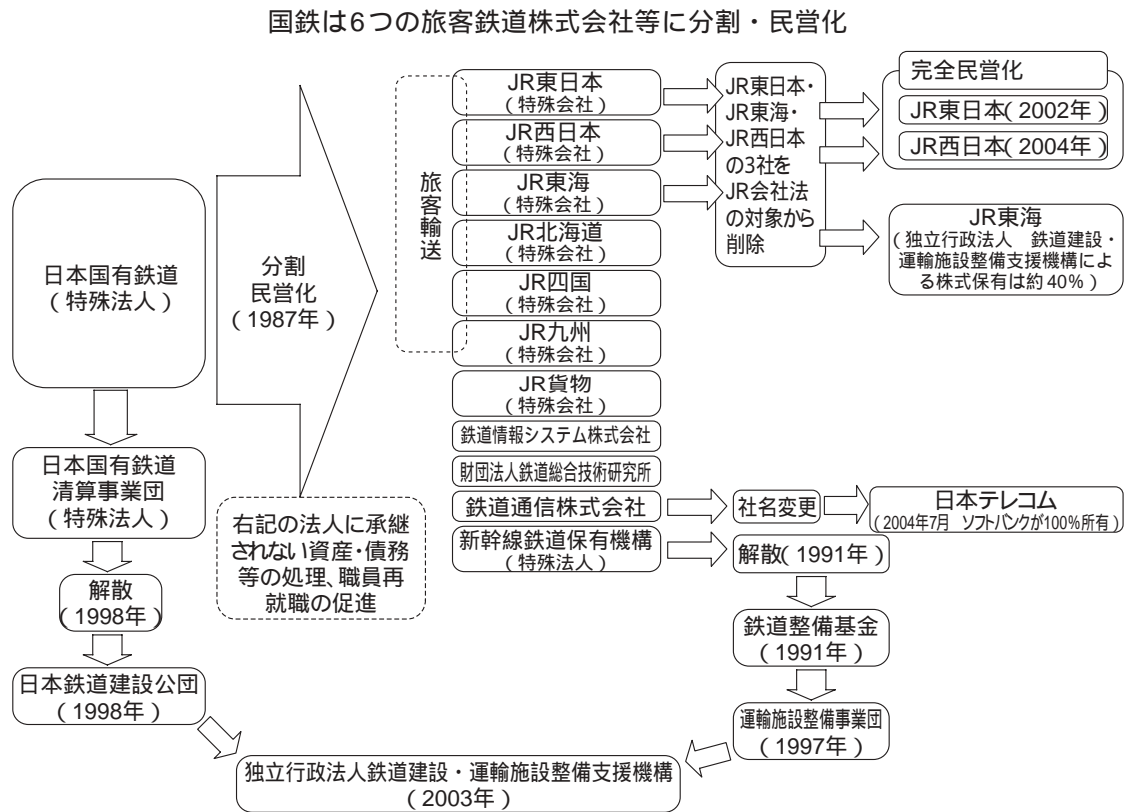 国鉄は6つの旅客鉄道株式会社等に分割・民営化
日本国有鉄道
(特殊法人)
分割
民営化
(1987年)
旅客輸送
JR東日本
(特殊会社)
JR西日本
(特殊会社)
JR東海
(特殊会社)
JR北海道
(特殊会社)
JR四国
(特殊会社)
JR九州
(特殊会社)
JR貨物
(特殊会社)
鉄道情報システム株式会社
財団法人鉄道総合技術研究所
鉄道通信株式会社
新幹線鉄道保有機構
(特殊法人)
JR東日本・
JR東海・
JR西日本
の3社を
JR会社法
の対象から
削除
完全民営化
JR東日本(2002年)
JR西日本(2004年)
JR東海
(独立行政法人 鉄道建設・
運輸施設整備支援機構によ
る株式保有は約40%)
社名変更
日本テレコム
(2004年7月 ソフトバンクが100%所有)
解散(1991年)
鉄道整備基金
(1991年)
運輸施設整備事業団
(1997年)
日本国有鉄道
清算事業団
(特殊法人)
右記の法人に承継
されない資産・債務
等の処理、職員再
就職の促進
解散
(1998年)
日本鉄道建設公団
(1998年)
独立行政法人鉄道建設・運輸施設整備支援機構
(2003年)